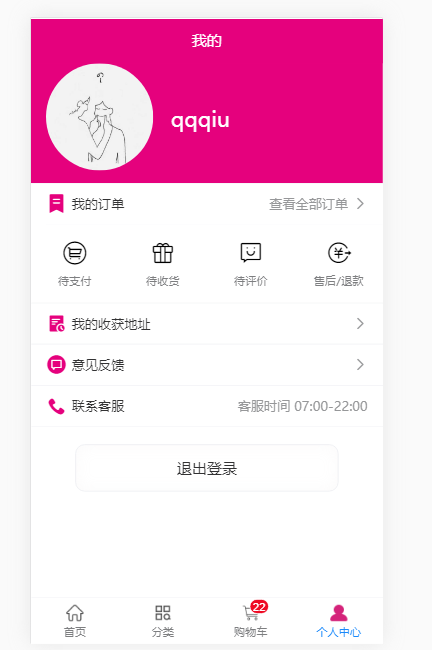 我的
qqqiu
我的订单 查看全部订单
待支付 待收货 待评价 售后/退款
我的收获地址
意见反馈
联系客服 客服时间 07:00-22:00
退出登录
22
首页 分类 购物车 个人中心